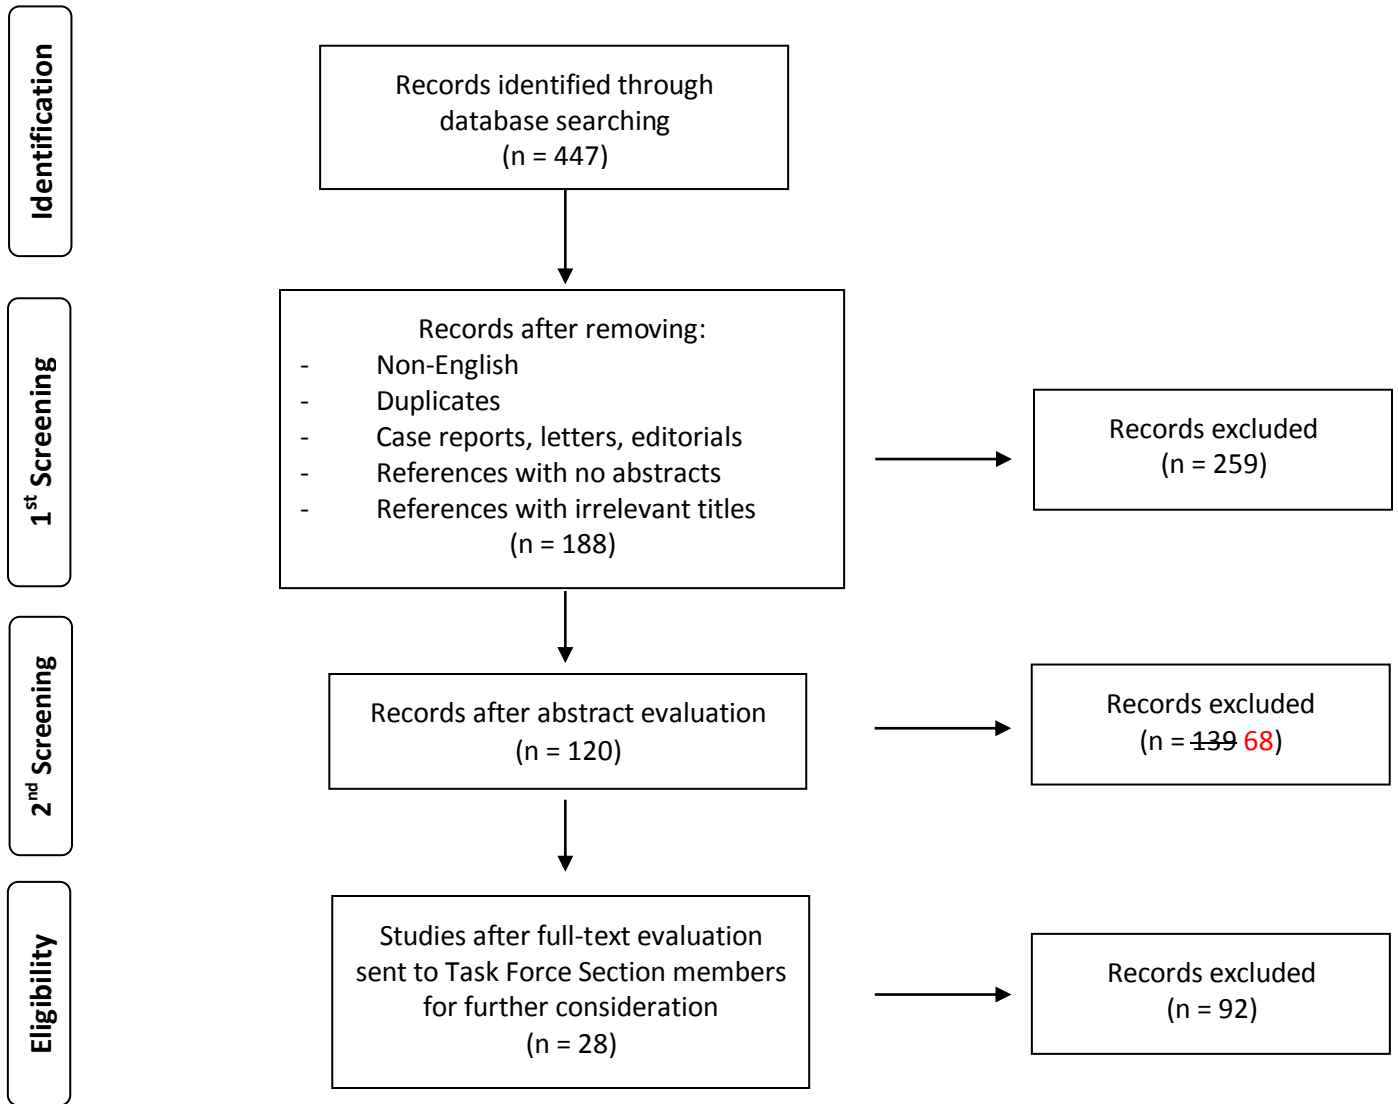 Identification
Records identified through
database searching
(n = 447)
1st Screening
Records after removing:
- Non-English
- Duplicates
- Case reports, letters, editorials
- References with no abstracts
- References with irrelevant titles
(n = 188)
Records excluded
(n = 259)
2nd Screening
Records after abstract evaluation
(n = 120)
Records excluded
(n = 139 68)
Eligibility
Studies after full-text evaluation
sent to Task Force Section members
for further consideration
(n = 28)
Records excluded
(n = 92)